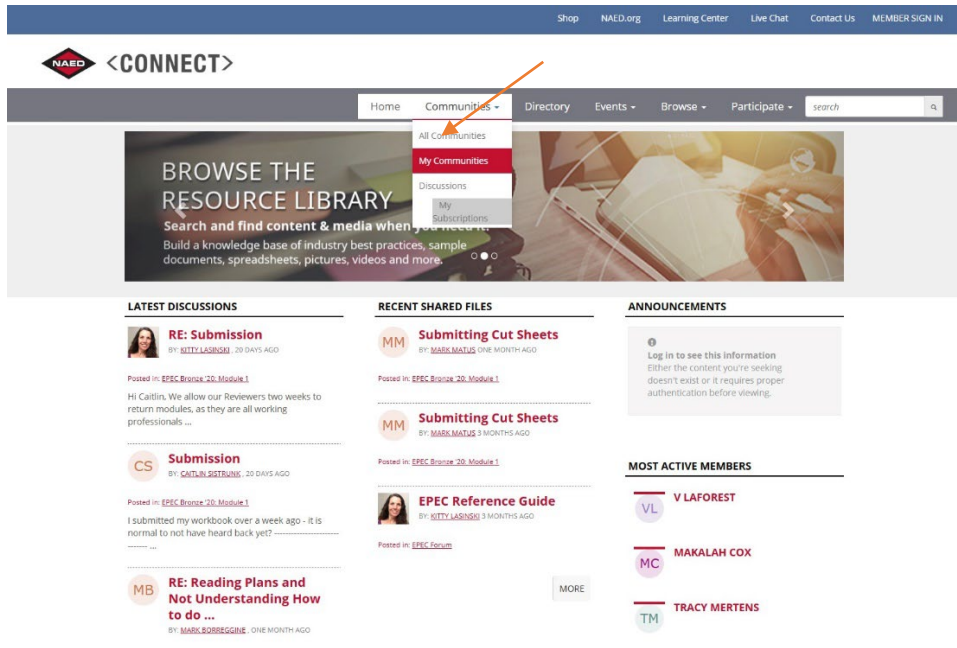 Shop NAED.org Learning Center Live Chat Contact Us MEMBER SIGN IN
NAED <CONNECT>
Home Communities Directory Events Browse Participate search
All Communities
My Communities
Discussions
My
Subscriptions
BROWSE THE
RESOURCE LIBRARY
Search and find content & media when you need it!
Build a knowledge base of industry best practices, sample
documents, spreadsheets, pictures, videos and more.
LATEST DISCUSSIONS
RE: Submission
BY: KITTY LASINSKI , 20 DAYS AGO
Posted in: EPEC Bronze '20: Module 1
Hi Caitlin, We allow our Reviewers two weeks to
return modules, as they are all working
professionals ...
CS
Submission
BY: CAITLIN SISTRUNK , 20 DAYS AGO
Posted in: EPEC Bronze '20: Module 1
I submitted my workbook over a week ago - it is
normal to not have heard back yet? ----------------------
------- ...
MB
RE: Reading Plans and
Not Understanding How
to do ...
BY: MARK BORREGGINE , ONE MONTH AGO
RECENT SHARED FILES
MM
Submitting Cut Sheets
BY: MARK MATUS ONE MONTH AGO
Posted in: EPEC Bronze '20: Module 1
MM
Submitting Cut Sheets
BY: MARK MATUS 3 MONTHS AGO
Posted in: EPEC Bronze '20: Module 1
EPEC Reference Guide
BY: KITTY LASINSKI 3 MONTHS AGO
Posted in: EPEC Forum
MORE
ANNOUNCEMENTS
Log in to see this information
Either the content you're seeking
doesn't exist or it requires proper
authentication before viewing.
MOST ACTIVE MEMBERS
VL V LAFOREST
MC MAKALAH COX
TM TRACY MERTENS